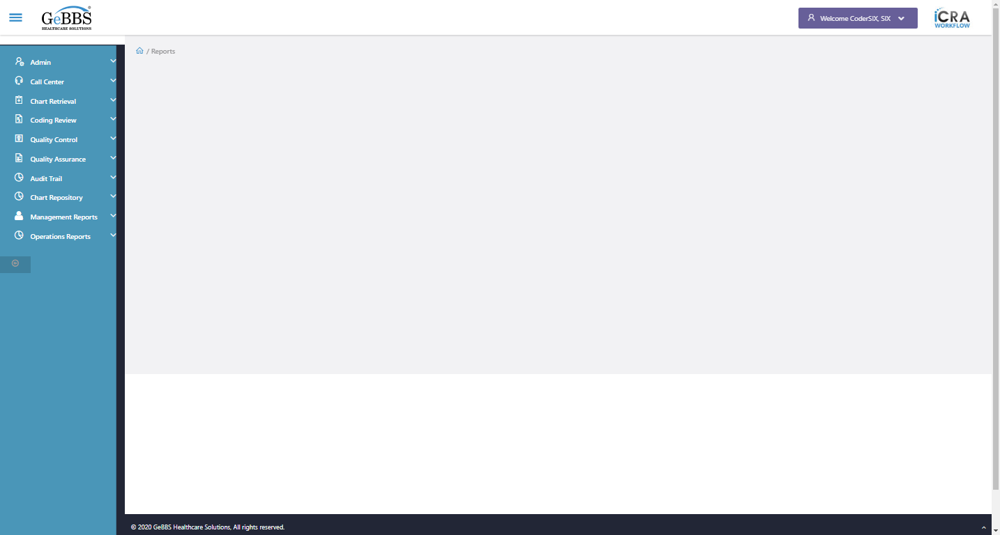 GeBBS®
HEALTHCARE SOLUTIONS
Welcome CoderSIX, SIX
iCRA
WORKFLOW
/ Reports
Admin
Call Center
Chart Retrieval
Coding Review
Quality Control
Quality Assurance
Audit Trail
Chart Repository
Management Reports
Operations Reports
© 2020 GeBBS Healthcare Solutions, All rights reserved.